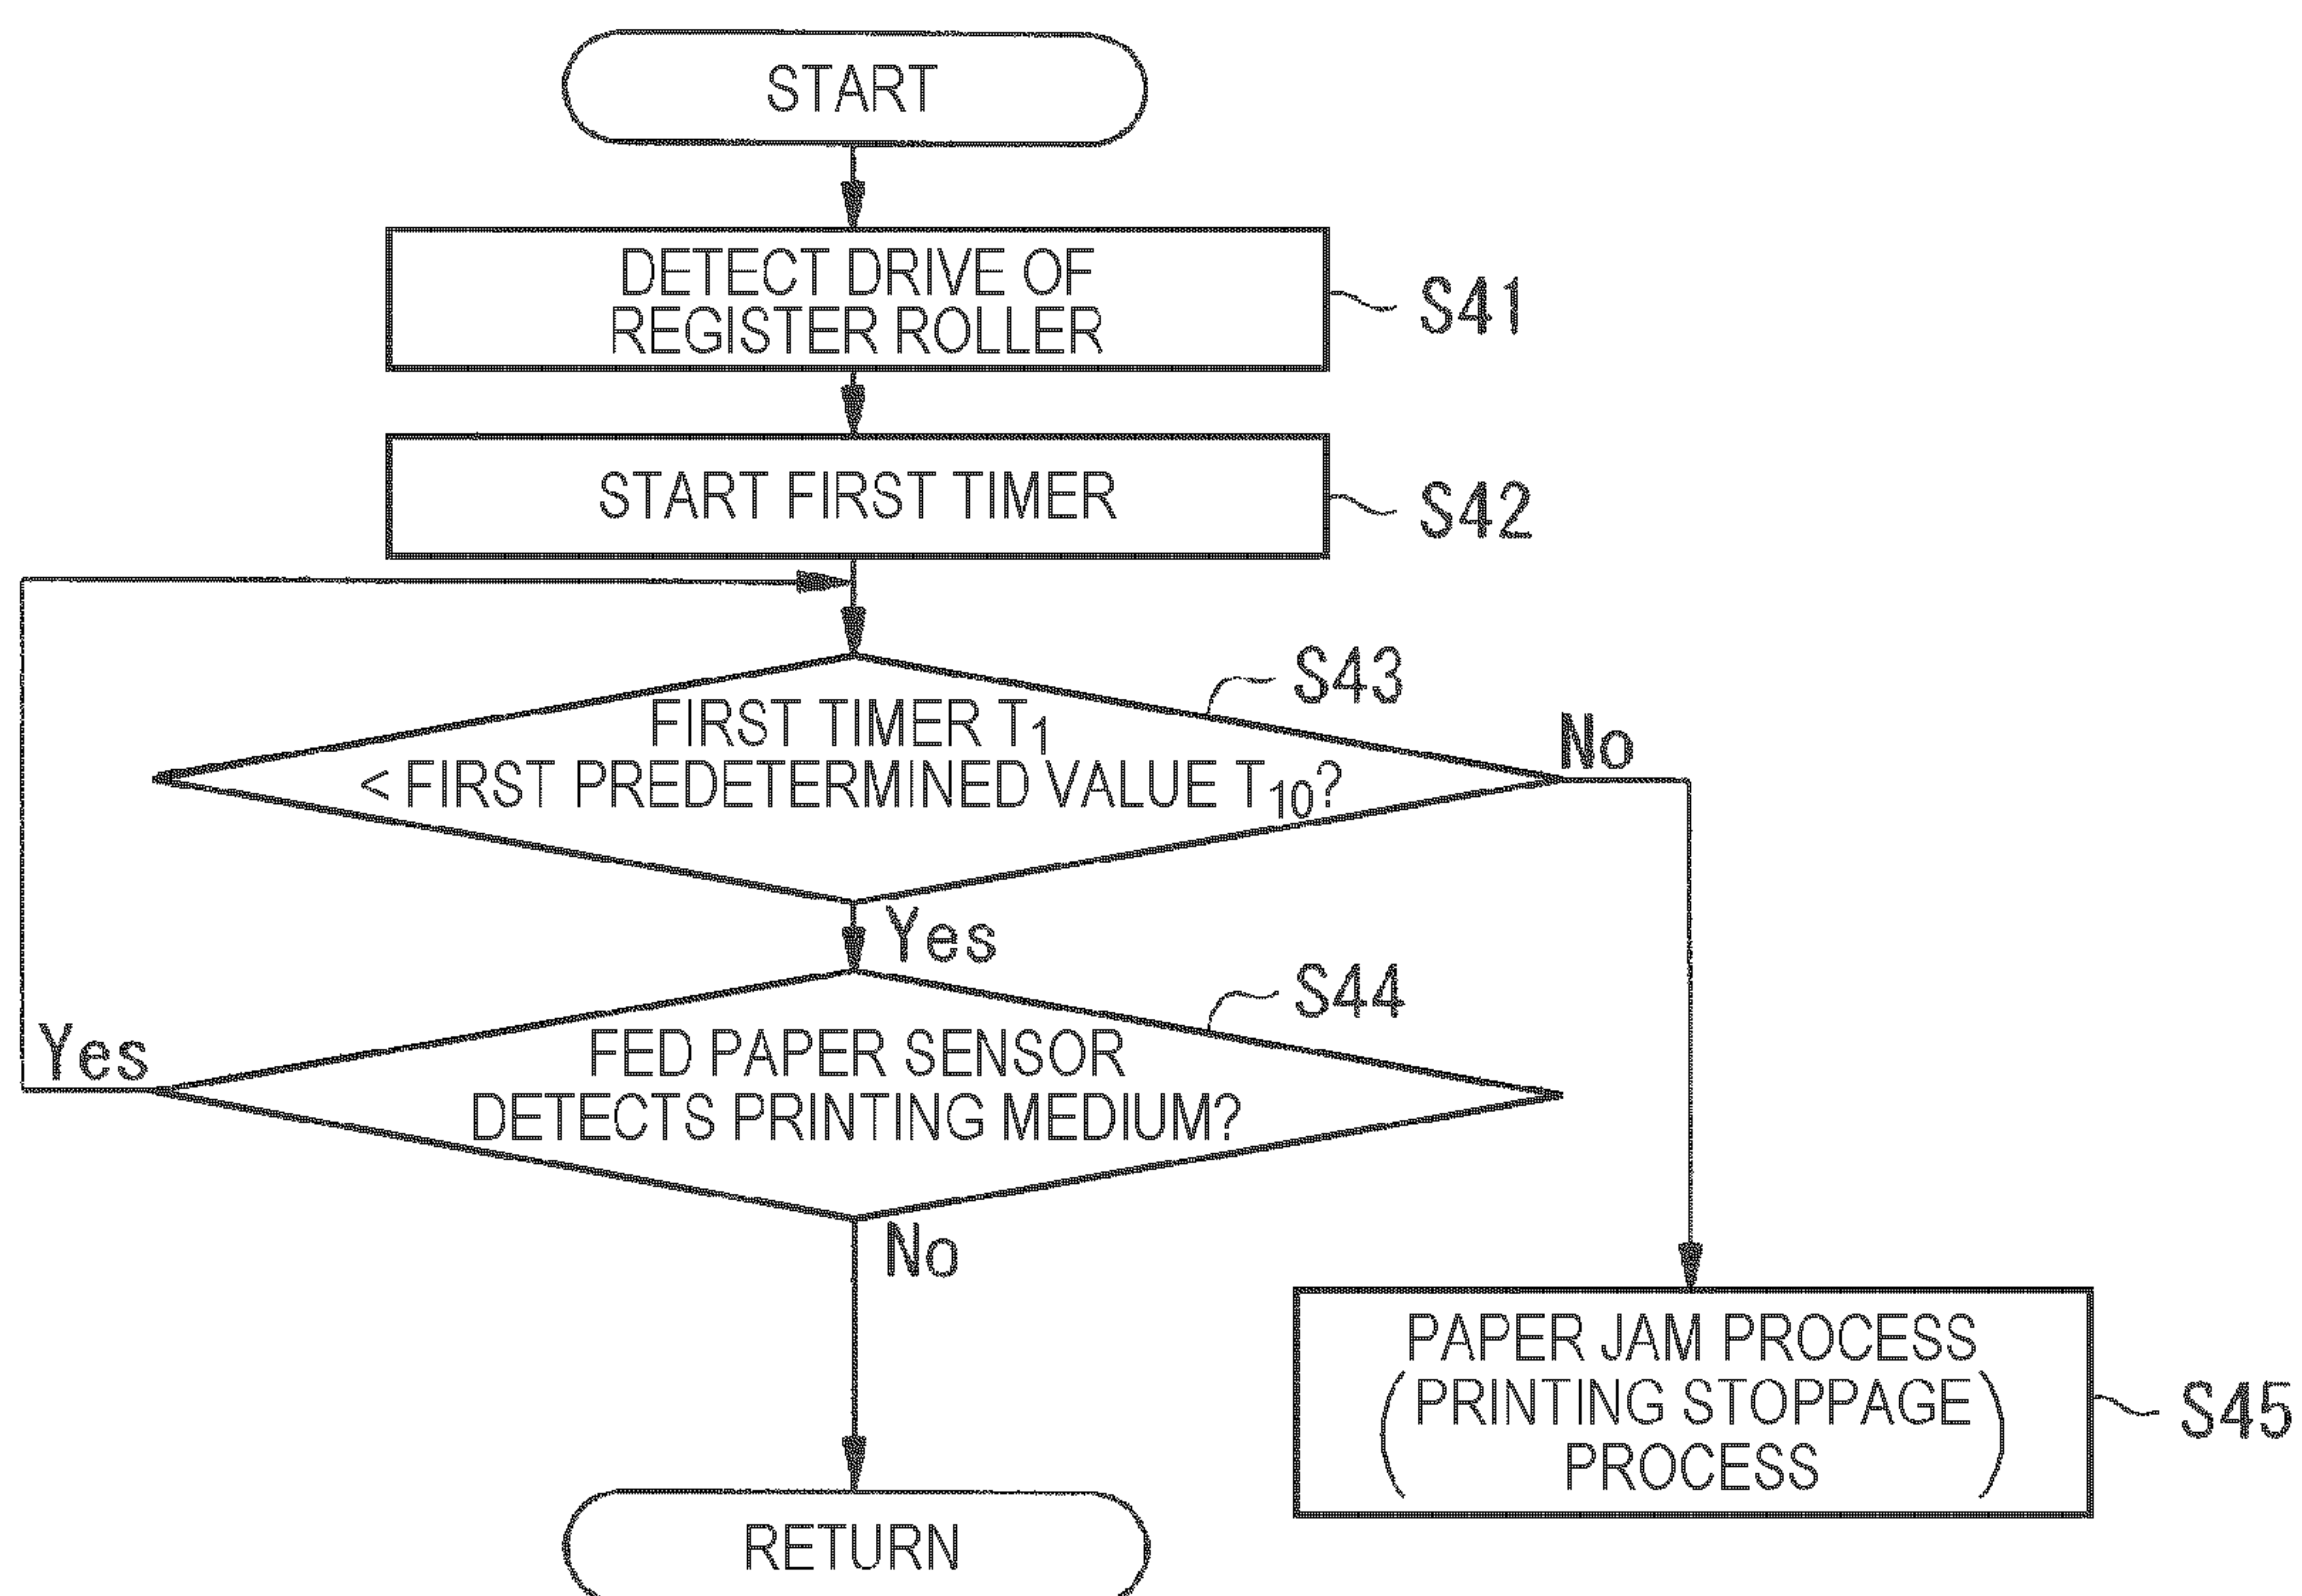 START
DETECT DRIVE OF
REGISTER ROLLER
S41
START FIRST TIMER
S42
S43
FIRST TIMER T₁
< FIRST PREDETERMINED VALUE T₁₀?
No
Yes
S44
FED PAPER SENSOR
DETECTS PRINTING MEDIUM?
Yes
No
PAPER JAM PROCESS
(PRINTING STOPPAGE
PROCESS)
S45
RETURN